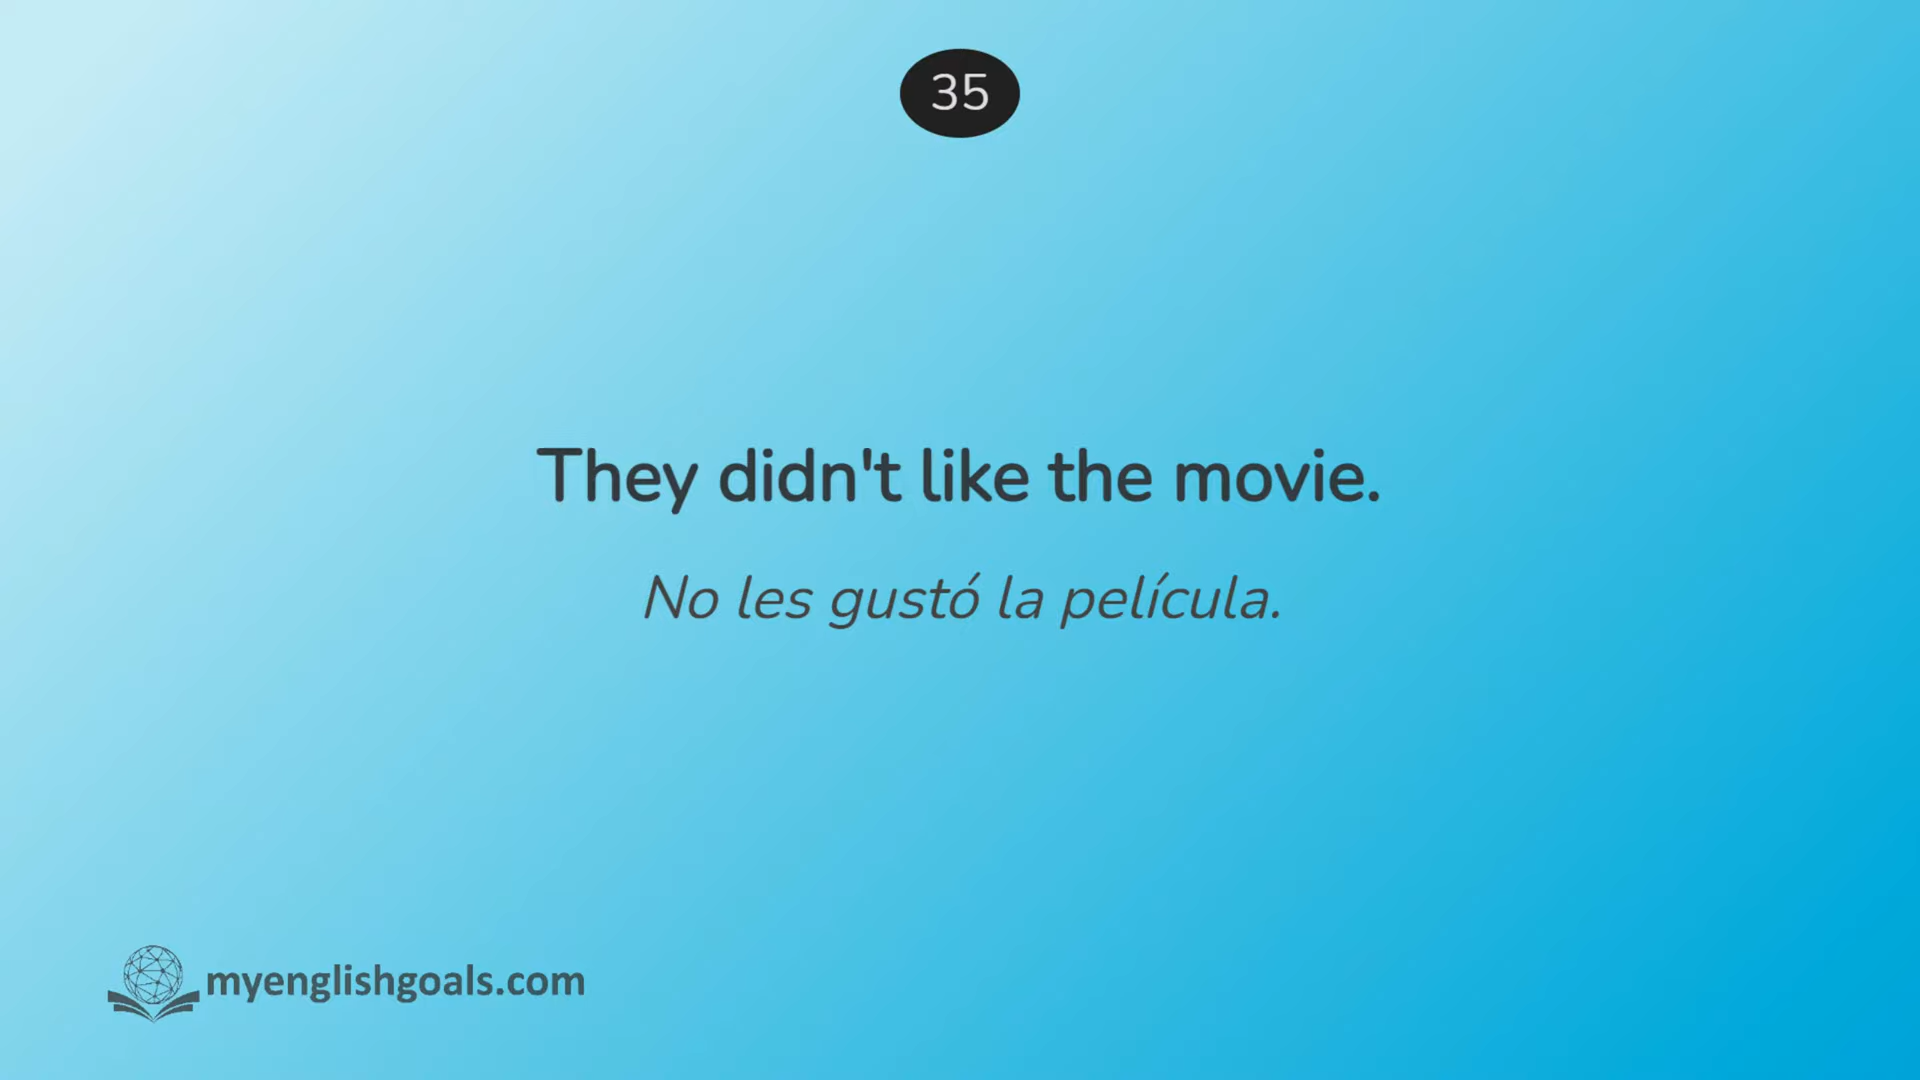 35
They didn't like the movie.
No les gustó la película.
myenglishgoals.com